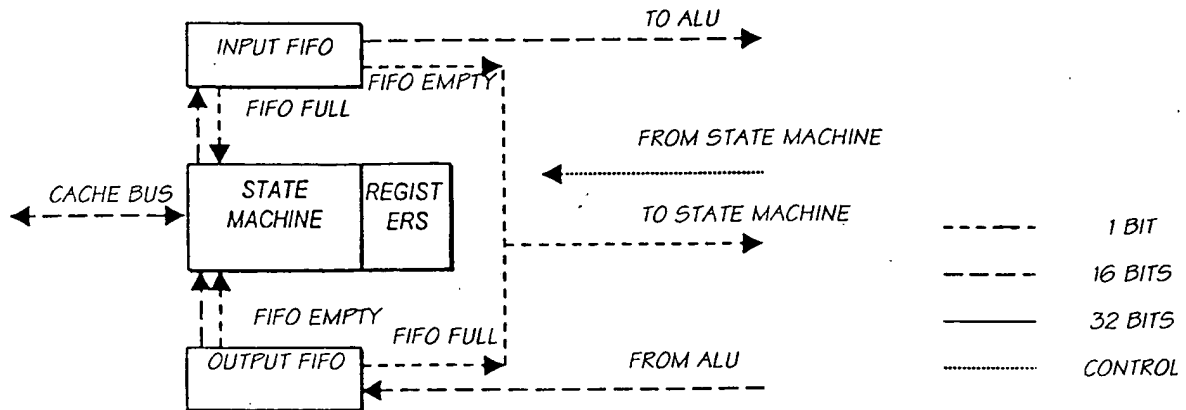 TO ALU
INPUT FIFO
FIFO EMPTY
FIFO FULL
FROM STATE MACHINE
CACHE BUS
STATE
MACHINE
REGIST
ERS
TO STATE MACHINE
1 BIT
16 BITS
FIFO EMPTY
32 BITS
FIFO FULL
OUTPUT FIFO
FROM ALU
CONTROL